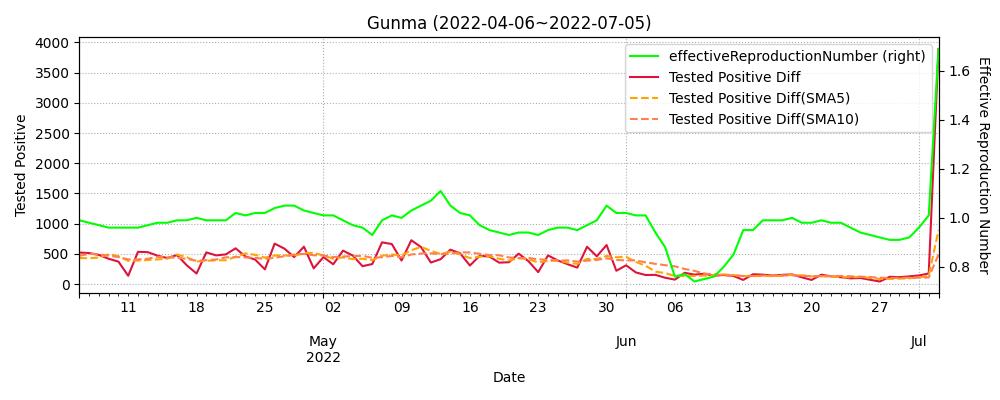 Gunma (2022-04-06~2022-07-05)
effectiveReproductionNumber (right)
Tested Positive Diff
Tested Positive Diff(SMA5)
Tested Positive Diff(SMA10)
Tested Positive
4000
3500
3000
2500
2000
1500
1000
500
0
1.6
1.4
1.2
1.0
0.8
Effective Reproduction Number
11 18 25 02 09 16 23 30 06 13 20 27
May Jun Jul
2022
Date